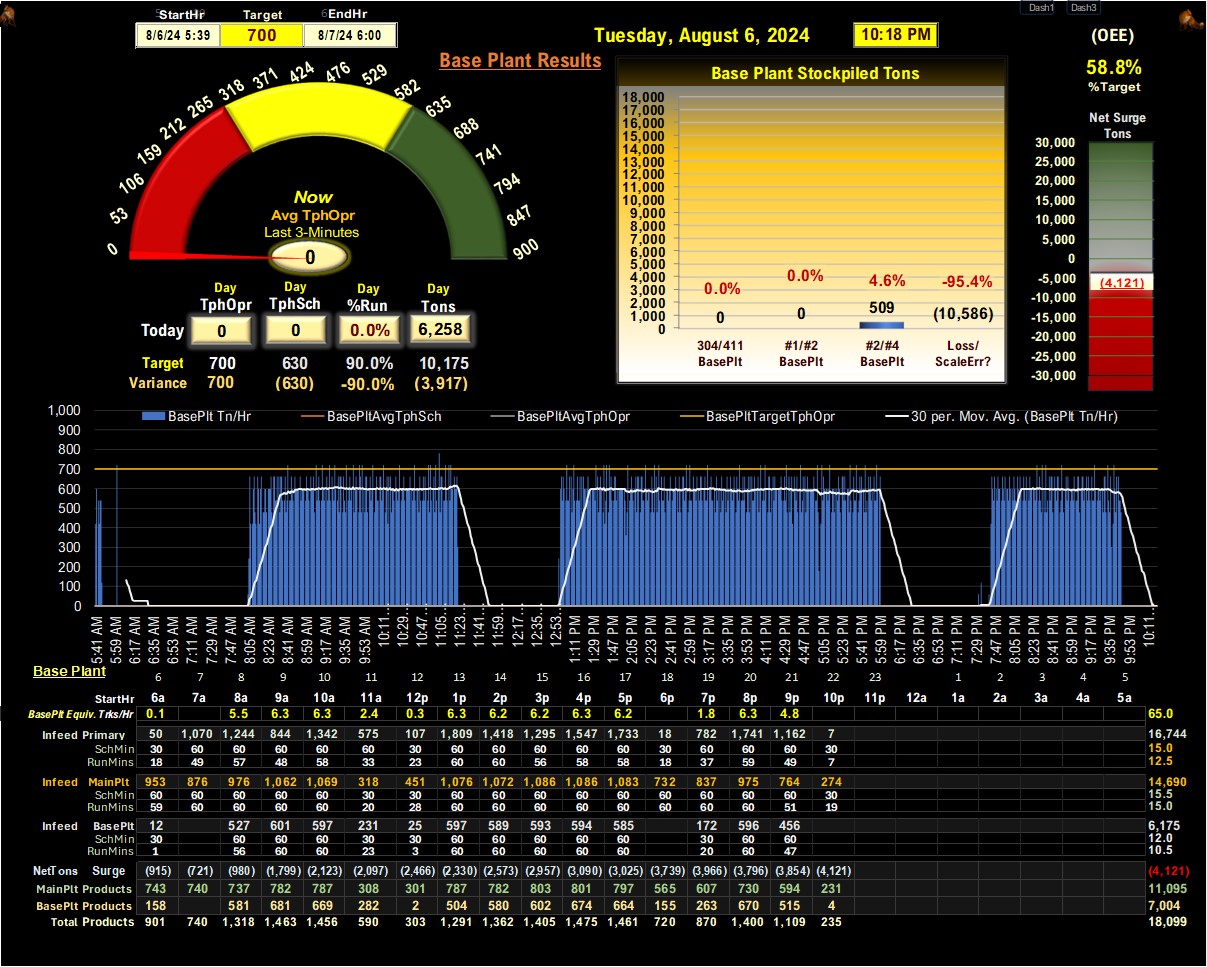 Dash1 Dash3
StartHr Target EndHr
8/6/24 5:39 700 8/7/24 6:00
Tuesday, August 6, 2024 10:18 PM
(OEE)
58.8%
%Target
Base Plant Results
0 53 106 159 212 265 318 371 424 476 529 582 635 688 741 794 847 900
Now
Avg TphOpr
Last 3-Minutes
0
Day Day Day Day
TphOpr TphSch %Run Tons
Today 0 0 0.0% 6,258
Target 700 630 90.0% 10,175
Variance 700 (630) -90.0% (3,917)
Base Plant Stockpiled Tons
18,000
17,000
16,000
15,000
14,000
13,000
12,000
11,000
10,000
9,000
8,000
7,000
6,000
5,000
4,000
3,000
2,000
1,000
0
0.0% 0.0% 4.6% -95.4%
0 0 509 (10,586)
304/411 #1/#2 #2/#4 Loss/
BasePlt BasePlt BasePlt ScaleErr?
Net Surge
Tons
30,000
25,000
20,000
15,000
10,000
5,000
0
-5,000
-10,000
-15,000
-20,000
-25,000
-30,000
(4,121)
BasePlt Tn/Hr BasePltAvgTphSch BasePltAvgTphOpr BasePltTargetTphOpr 30 per. Mov. Avg. (BasePlt Tn/Hr)
1,000
900
800
700
600
500
400
300
200
100
0
5:41 AM 5:59 AM 6:17 AM 6:35 AM 6:53 AM 7:11 AM 7:29 AM 7:47 AM 8:05 AM 8:23 AM 8:41 AM 8:59 AM 9:17 AM 9:35 AM 9:53 AM 10:11... 10:29... 10:47... 11:05... 11:23... 11:41... 11:59... 12:17... 12:35... 12:53... 1:11 PM 1:29 PM 1:47 PM 2:05 PM 2:23 PM 2:41 PM 2:59 PM 3:17 PM 3:35 PM 3:53 PM 4:11 PM 4:29 PM 4:47 PM 5:05 PM 5:23 PM 5:41 PM 5:59 PM 6:17 PM 6:35 PM 6:53 PM 7:11 PM 7:29 PM 7:47 PM 8:05 PM 8:23 PM 8:41 PM 8:59 PM 9:17 PM 9:35 PM 9:53 PM 10:11...
Base Plant
6 7 8 9 10 11 12 13 14 15 16 17 18 19 20 21 22 23 1 2 3 4 5
StartHr 6a 7a 8a 9a 10a 11a 12p 1p 2p 3p 4p 5p 6p 7p 8p 9p 10p 11p 12a 1a 2a 3a 4a 5a
BasePlt Equiv. Trks/Hr 0.1 5.5 6.3 6.3 2.4 0.3 6.3 6.2 6.2 6.3 6.2 1.8 6.3 4.8 65.0
Infeed Primary 50 1,070 1,244 844 1,342 575 107 1,809 1,418 1,295 1,547 1,733 18 782 1,741 1,162 7 16,744
SchMin 30 60 60 60 60 30 30 60 60 60 60 60 30 60 60 60 30 15.0
RunMins 18 49 57 48 58 33 23 60 60 56 58 58 18 37 59 49 7 12.5
Infeed MainPlt 953 876 976 1,062 1,069 318 451 1,076 1,072 1,086 1,086 1,083 732 837 975 764 274 14,690
SchMin 60 60 60 60 60 30 30 60 60 60 60 60 60 60 60 60 30 15.5
RunMins 59 60 60 60 60 20 28 60 60 60 60 60 60 60 60 51 19 15.0
Infeed BasePlt 12 527 601 597 231 25 597 589 593 594 585 172 596 456 6,175
SchMin 30 60 60 60 30 30 60 60 60 60 60 30 60 60 12.0
RunMins 1 56 60 60 23 3 60 60 60 60 60 20 60 47 10.5
NetTons Surge (915) (721) (980) (1,799) (2,123) (2,097) (2,466) (2,330) (2,573) (2,957) (3,090) (3,025) (3,739) (3,966) (3,796) (3,854) (4,121) (4,121)
MainPlt Products 743 740 737 782 787 308 301 787 782 803 801 797 565 607 730 594 231 11,095
BasePlt Products 158 581 681 669 282 2 504 580 602 674 664 155 263 670 515 4 7,004
Total Products 901 740 1,318 1,463 1,456 590 303 1,291 1,362 1,405 1,475 1,461 720 870 1,400 1,109 235 18,099